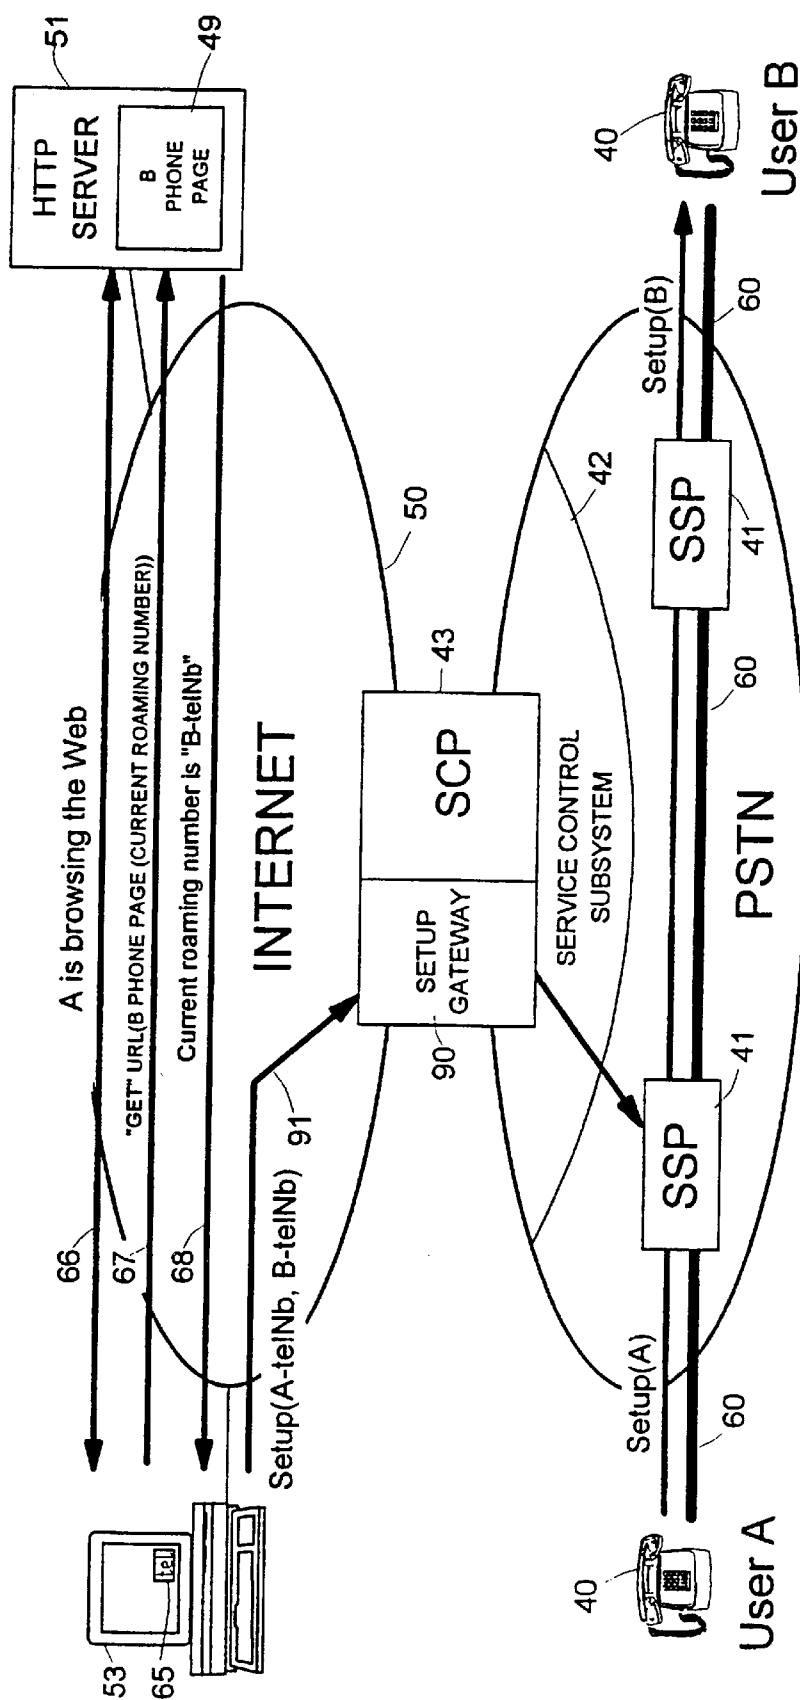 51
HTTP
SERVER
49
B
PHONE
PAGE
A is browsing the Web
66
"GET" URL(B PHONE PAGE (CURRENT ROAMING NUMBER))
67
Current roaming number is "B-telNb"
68
53
tel
65
INTERNET
50
Setup(A-telNb, B-telNb)
91
SETUP
GATEWAY
90
SCP
43
SERVICE CONTROL
SUBSYSTEM
42
Setup(A)
SSP
41
Setup(B)
SSP
41
60
60
60
PSTN
40
User A
40
User B